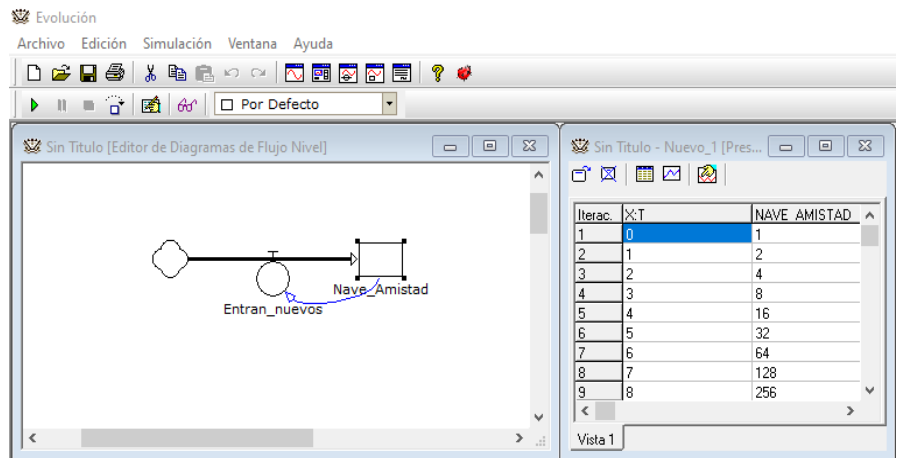 Evolución
Archivo Edición Simulación Ventana Ayuda
Por Defecto
Sin Titulo [Editor de Diagramas de Flujo Nivel]
Nave_Amistad
Entran_nuevos
Sin Titulo - Nuevo_1 [Pres...
Iterac. X:T NAVE_AMISTAD
1 0 1
2 1 2
3 2 4
4 3 8
5 4 16
6 5 32
7 6 64
8 7 128
9 8 256
Vista 1